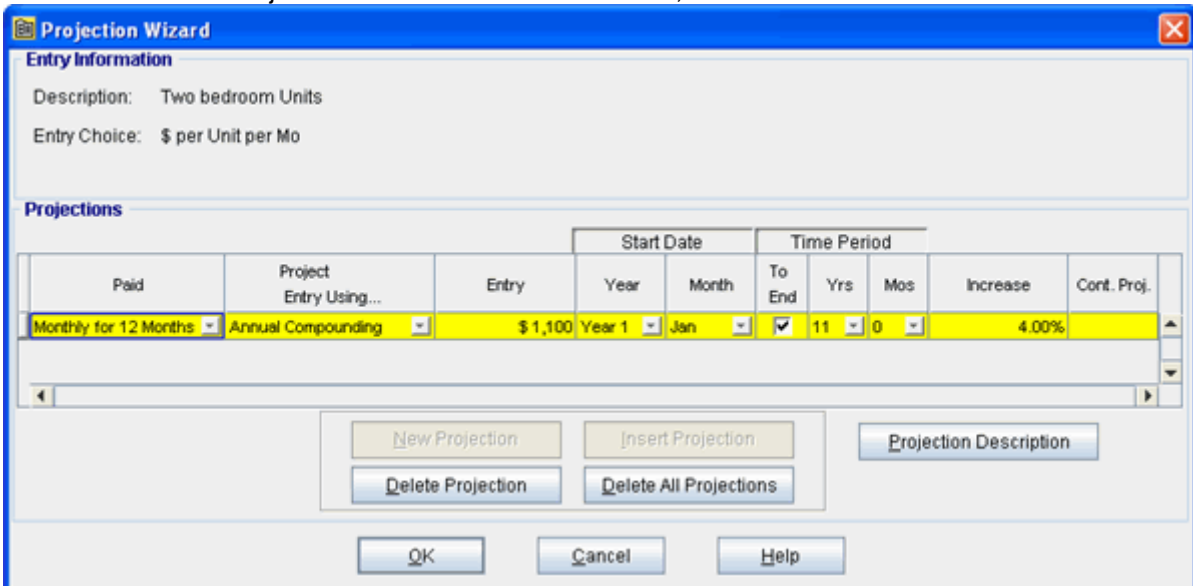 Projection Wizard
Entry Information
Description: Two bedroom Units
Entry Choice: $ per Unit per Mo
Projections
Start Date Time Period
Paid Project Entry Using... Entry Year Month To End Yrs Mos Increase Cont. Proj.
Monthly for 12 Months Annual Compounding $1,100 Year 1 Jan 11 0 4.00%
New Projection Insert Projection Projection Description
Delete Projection Delete All Projections
OK Cancel Help